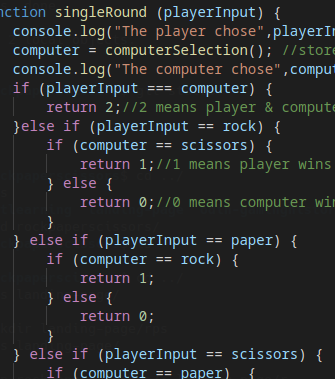 nction singleRound (playerInput) {
console.log("The player chose",playerIn
computer = computerSelection(); //store
console.log("The computer chose",comput
if (playerInput === computer) {
return 2;//2 means player & compute
}else if (playerInput == rock) {
if (computer == scissors) {
return 1;//1 means player wins
} else {
return 0;//0 means computer win
}
} else if (playerInput == paper) {
if (computer == rock) {
return 1;
} else {
return 0;
}
} else if (playerInput == scissors) {
if (computer == paper)  {